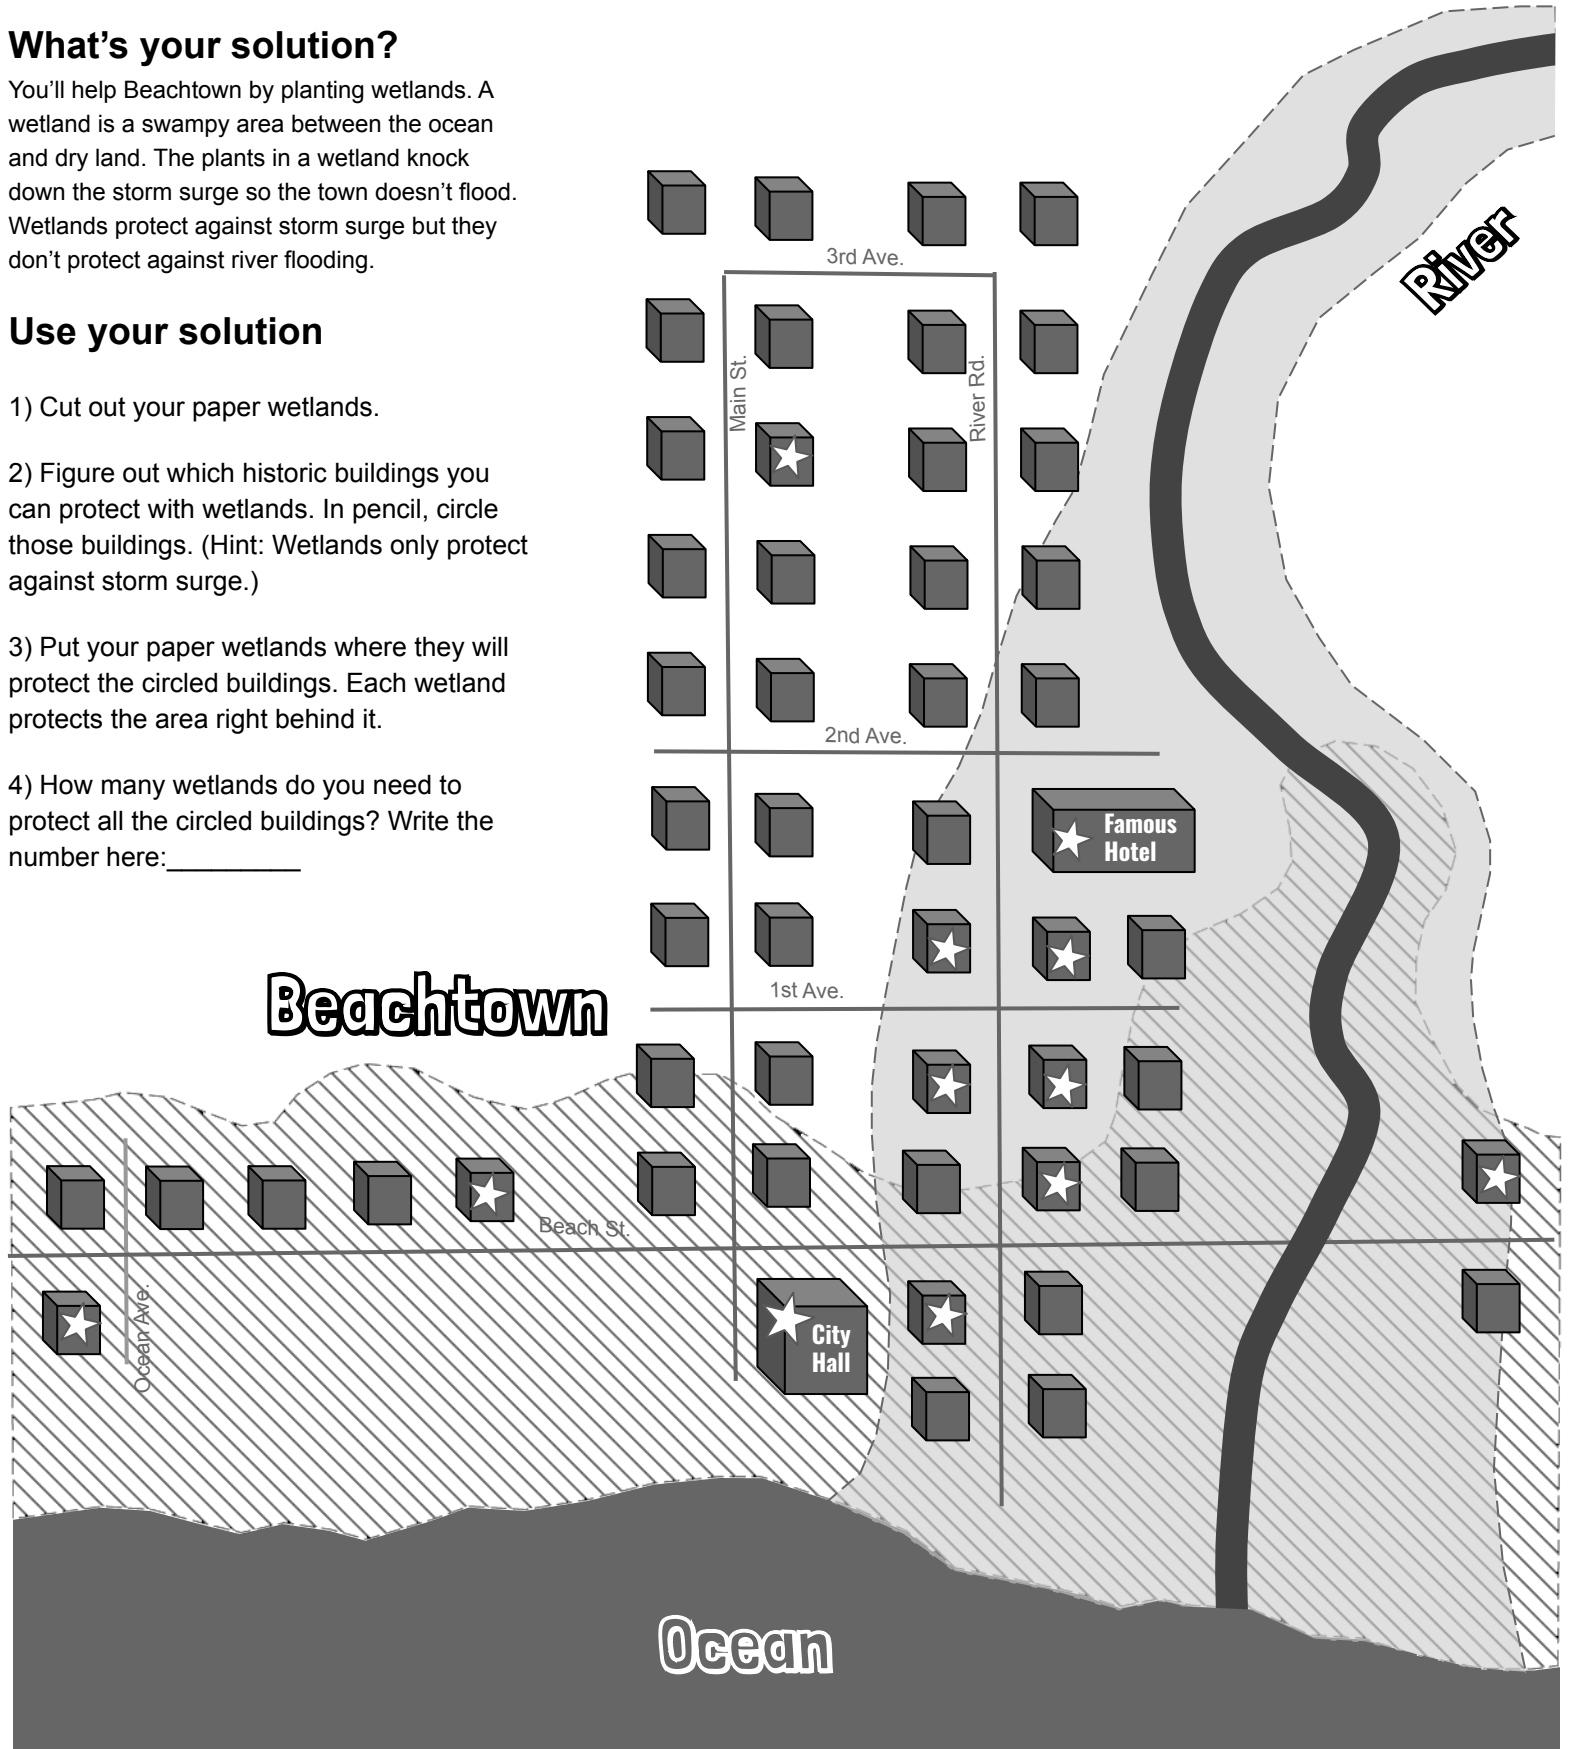 What’s your solution?
You’ll help Beachtown by planting wetlands. A
wetland is a swampy area between the ocean
and dry land. The plants in a wetland knock
down the storm surge so the town doesn’t flood.
Wetlands protect against storm surge but they
don’t protect against river flooding.
Use your solution
1) Cut out your paper wetlands.
2) Figure out which historic buildings you
can protect with wetlands. In pencil, circle
those buildings. (Hint: Wetlands only protect
against storm surge.)
3) Put your paper wetlands where they will
protect the circled buildings. Each wetland
protects the area right behind it.
4) How many wetlands do you need to
protect all the circled buildings? Write the
number here:_________
River
3rd Ave.
Main St.
River Rd.
2nd Ave.
Famous
Hotel
1st Ave.
Beachtown
Beach St.
Ocean Ave.
City
Hall
Ocean